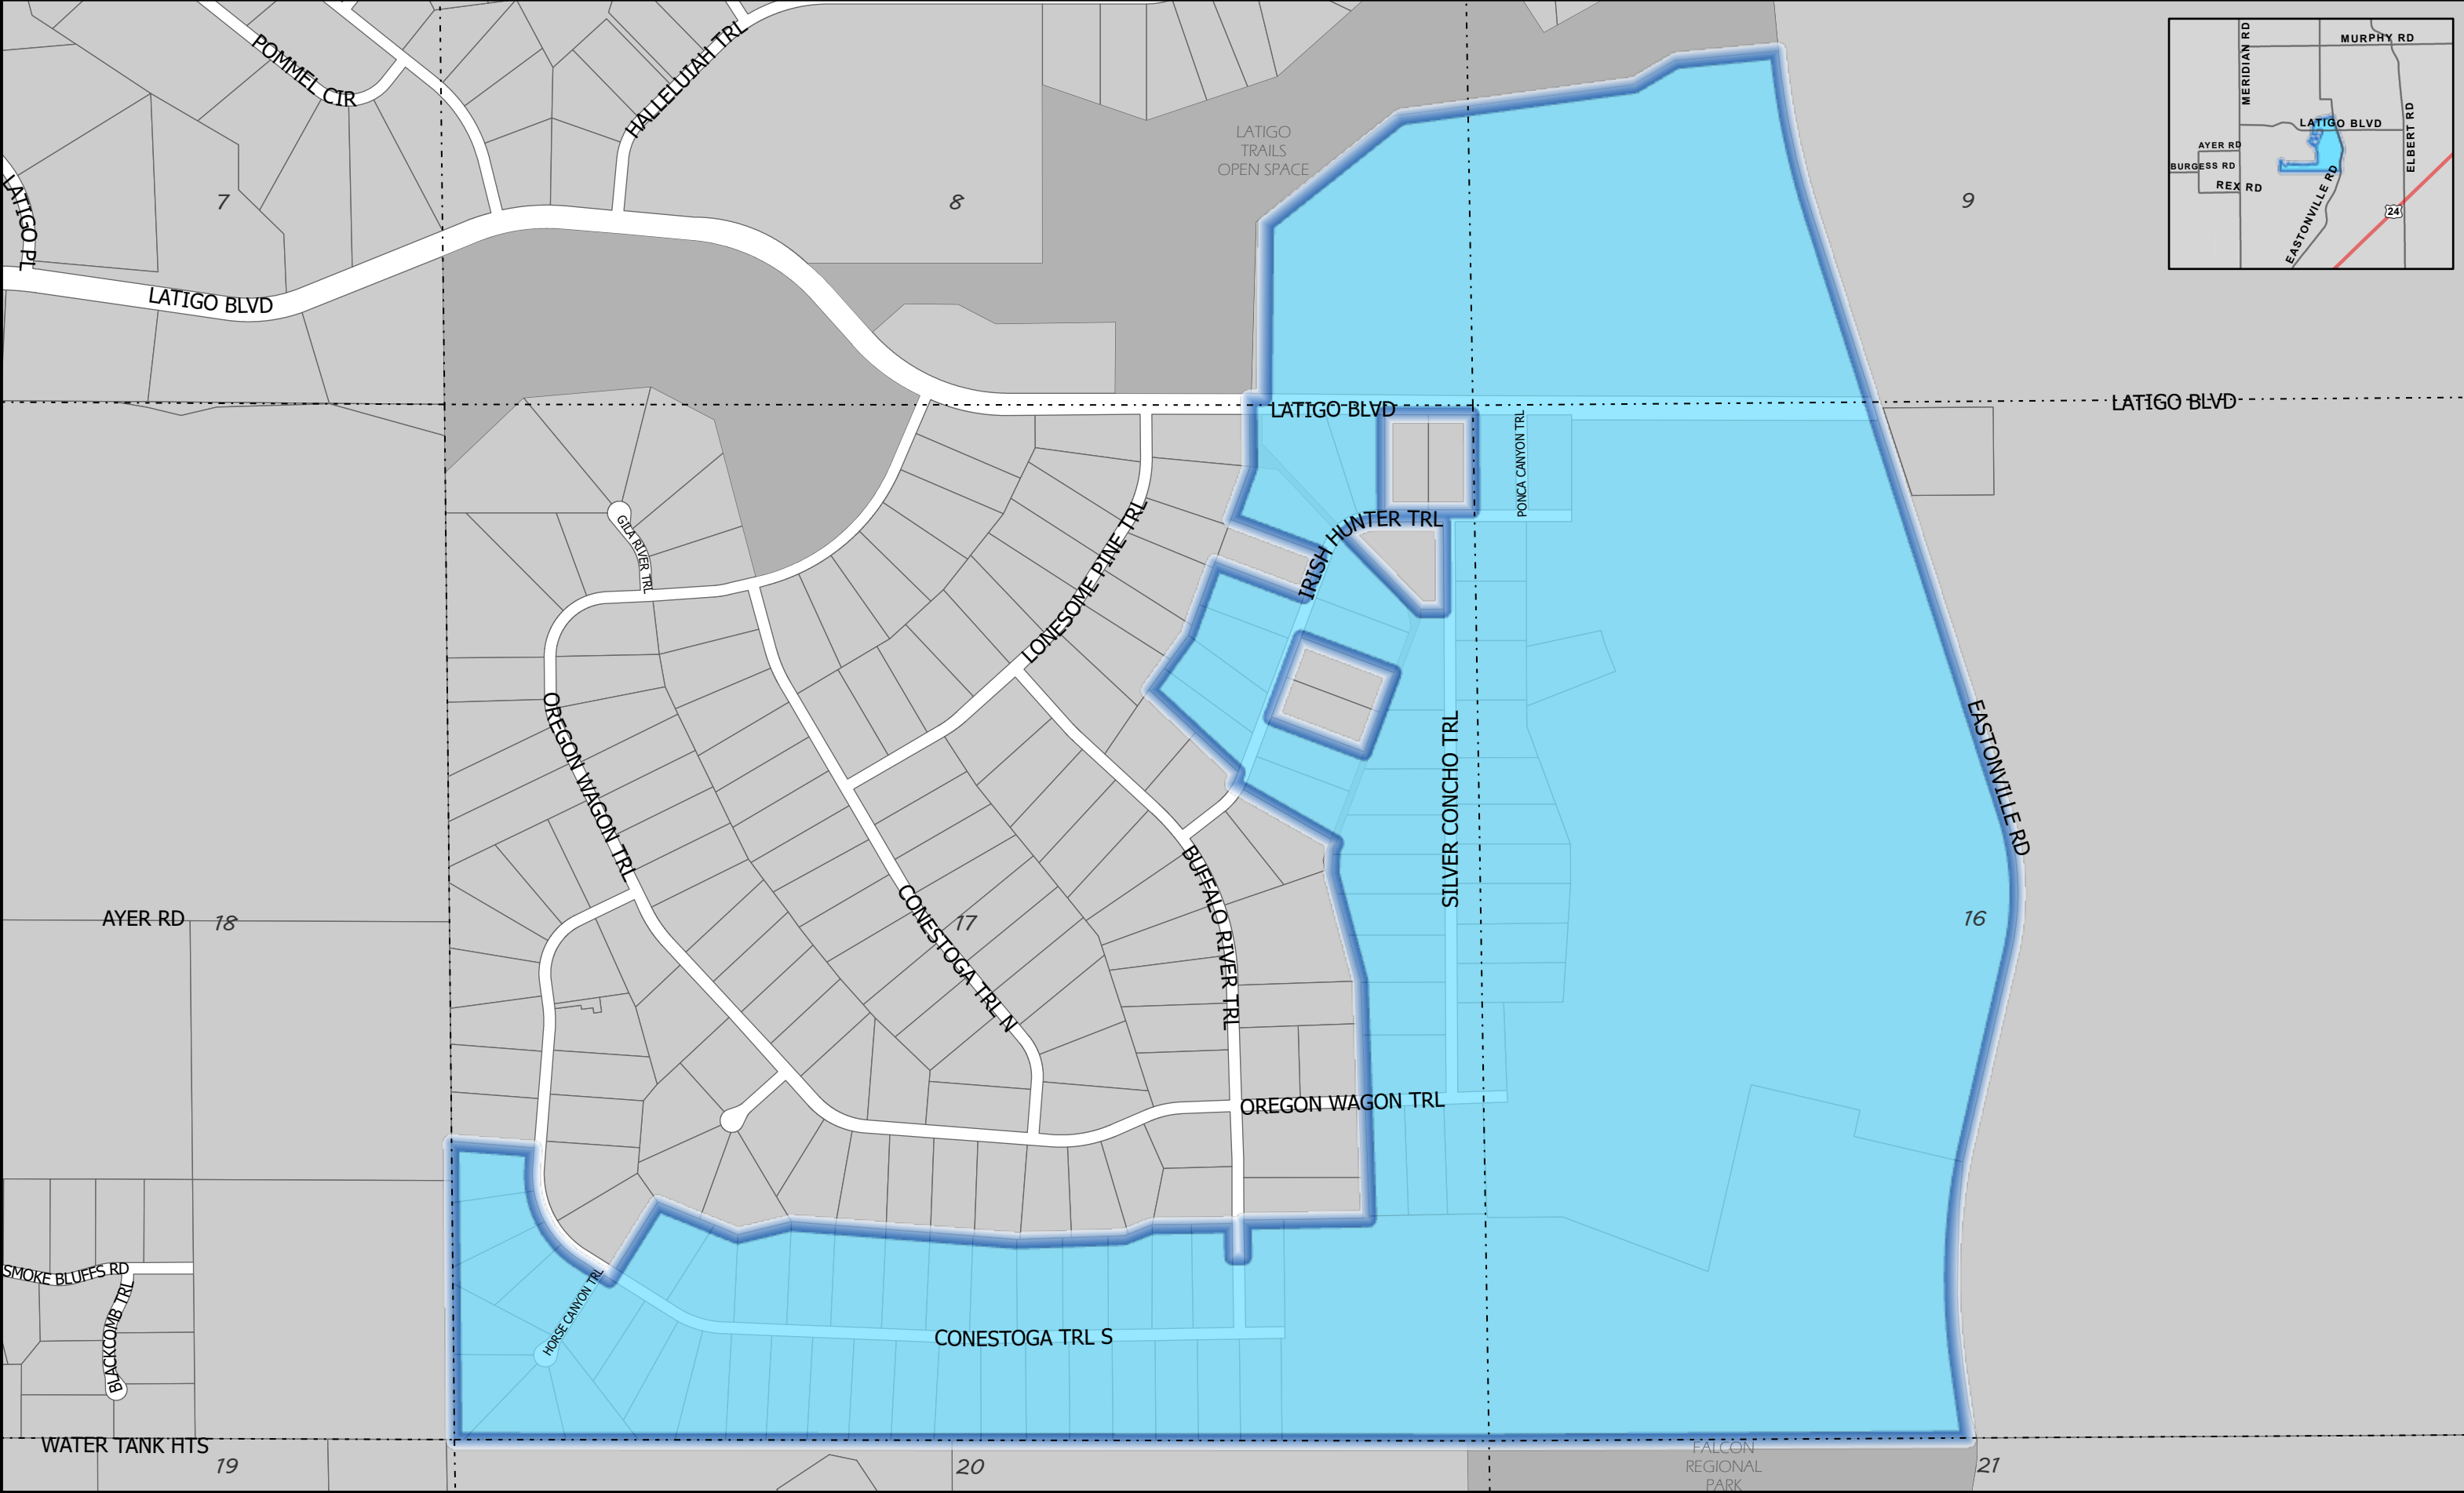 POMMEL CIR
HALLELUIAH TRL
LATIGO PL
LATIGO BLVD
LATIGO
TRAILS
OPEN SPACE
7
8
9
MERIDIAN RD
MURPHY RD
LATIGO BLVD
ELBERT RD
AYER RD
BURGESS RD
REX RD
EASTONVILLE RD
24
LATIGO BLVD
LATIGO BLVD
PONCA CANYON TRL
GILA RIVER TRL
LONESOME PINE TRL
IRISH HUNTER TRL
OREGON WAGON TRL
SILVER CONCHO TRL
EASTONVILLE RD
BUFFALO RIVER TRL
CONESTOGA TRL N
AYER RD
18
17
16
OREGON WAGON TRL
SMOKE BLUFFS RD
BLACKCOMB TRL
HORSE CANYON TRL
CONESTOGA TRL S
WATER TANK HTS
19
20
21
FALCON
REGIONAL
PARK